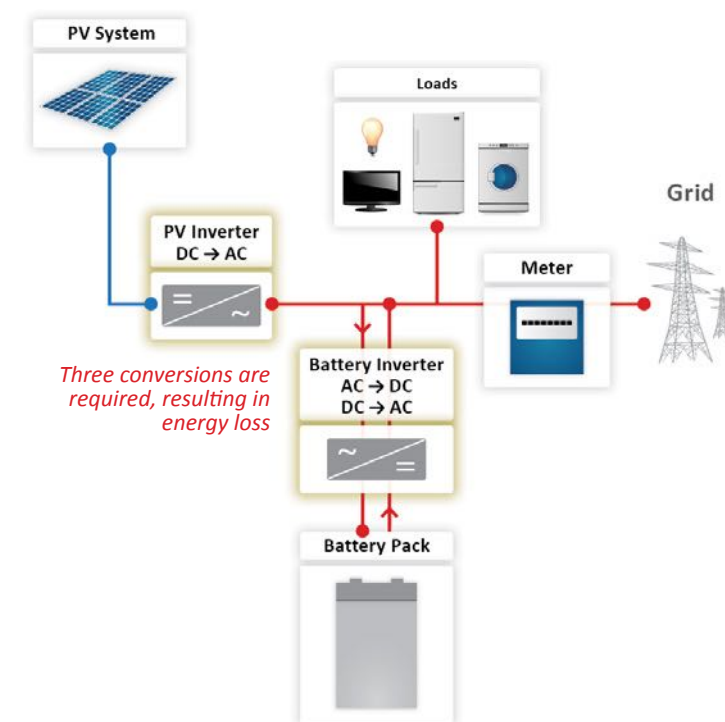 PV System
Loads
Grid
PV Inverter
DC → AC
Meter
Three conversions are
required, resulting in
energy loss
Battery Inverter
AC → DC
DC → AC
Battery Pack